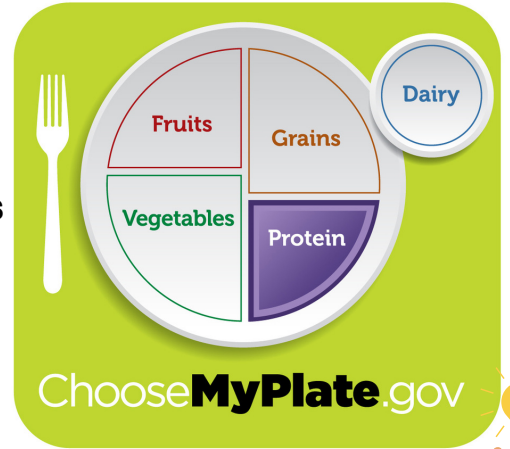 Dairy
Fruits
Grains
s
Vegetables
Protein
ChooseMyPlate.gov